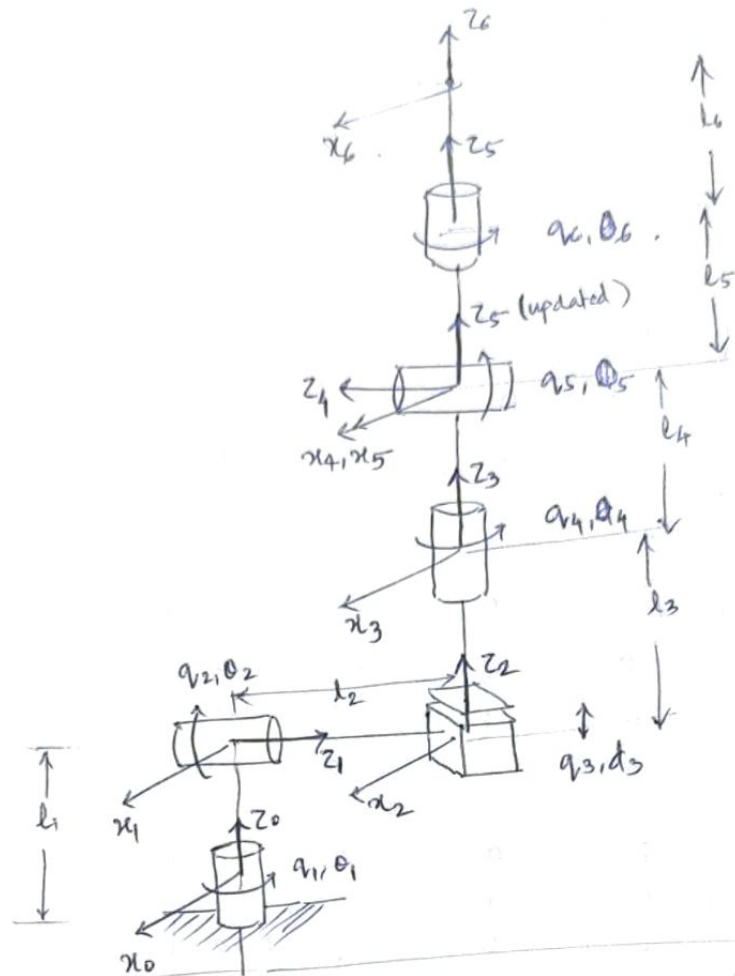 z6
x6
z5
l6
q6, θ6
l5
z5 (updated)
z4
q5, θ5
x4, x5
l4
z3
q4, θ4
x3
l3
q2, θ2
l2
z2
z1
q3, d3
x1
x2
l1
z0
q1, θ1
x0